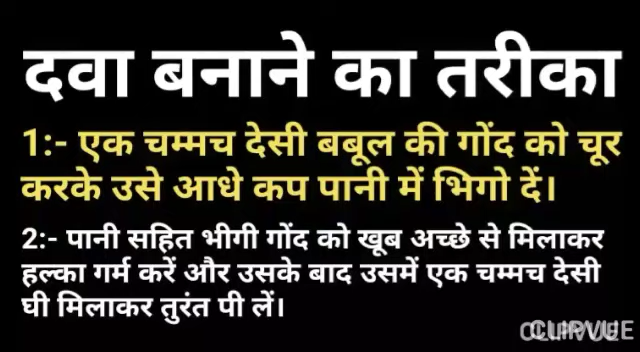 दवा बनाने का तरीका
1:- एक चम्मच देसी बबूल की गोंद को चूर
करके उसे आधे कप पानी में भिगो दें।
2:- पानी सहित भीगी गोंद को खूब अच्छे से मिलाकर
हल्का गर्म करें और उसके बाद उसमें एक चम्मच देसी
घी मिलाकर तुरंत पी लें।